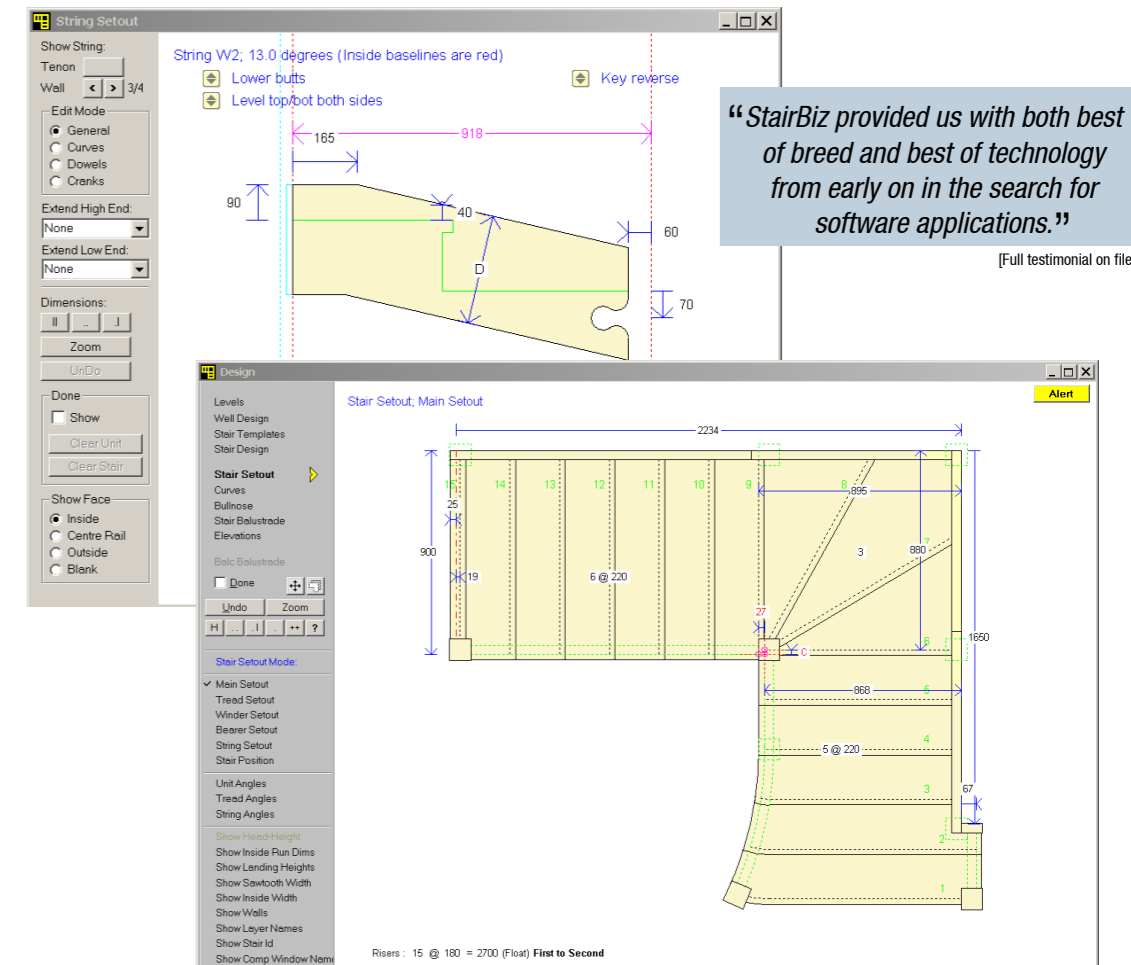 String Setout
Show String:
Tenon
Wall < > 3/4
Edit Mode
General
Curves
Dowels
Cranks
Extend High End:
None
Extend Low End:
None
Dimensions:
II .. .I
Zoom
UnDo
Done
Show
Clear Unit
Clear Stair
Show Face
Inside
Centre Rail
Outside
Blank
String W2; 13.0 degrees (Inside baselines are red)
Lower butts
Key reverse
Level top/bot both sides
165
918
90
40
60
D
70
“StairBiz provided us with both best
of breed and best of technology
from early on in the search for
software applications.”
[Full testimonial on file
Design
Alert
Levels
Well Design
Stair Templates
Stair Design
Stair Setout
Curves
Bullnose
Stair Balustrade
Elevations
Balc Balustrade
Done
Undo Zoom
H .. .I . ++ ?
Stair Setout Mode:
Main Setout
Tread Setout
Winder Setout
Bearer Setout
String Setout
Stair Position
Unit Angles
Tread Angles
String Angles
Show Head-Height
Show Inside Run Dims
Show Landing Heights
Show Sawtooth Width
Show Inside Width
Show Walls
Show Layer Names
Show Stair Id
Show Comp Window Name
Stair Setout; Main Setout
2234
15 14 13 12 11 10 9 8
895
25
900
19
6 @ 220
3
880
7
27
C
6
1650
868
5
5 @ 220
4
3
67
2
1
Risers : 15 @ 180 = 2700 (Float) First to Second